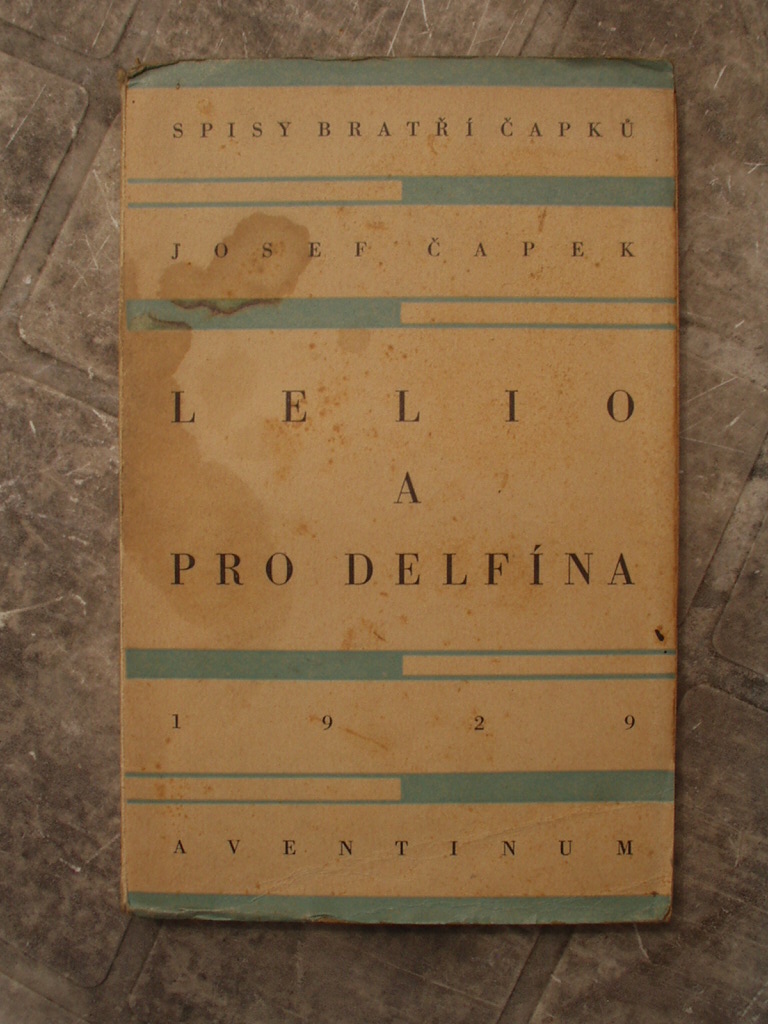 SPISY BRATŘÍ ČAPKŮ
JOSEF ČAPEK
LELIO
A
PRO DELFÍNA
1929
AVENTINUM